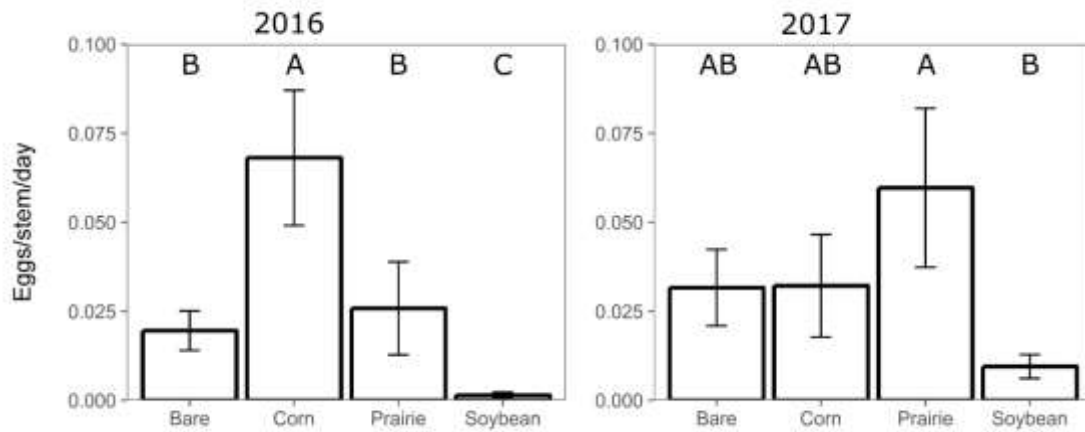 2016
2017
Eggs/stem/day
0.100
0.075
0.050
0.025
0.000
B A B C
Bare Corn Prairie Soybean
0.100
0.075
0.050
0.025
0.000
AB AB A B
Bare Corn Prairie Soybean